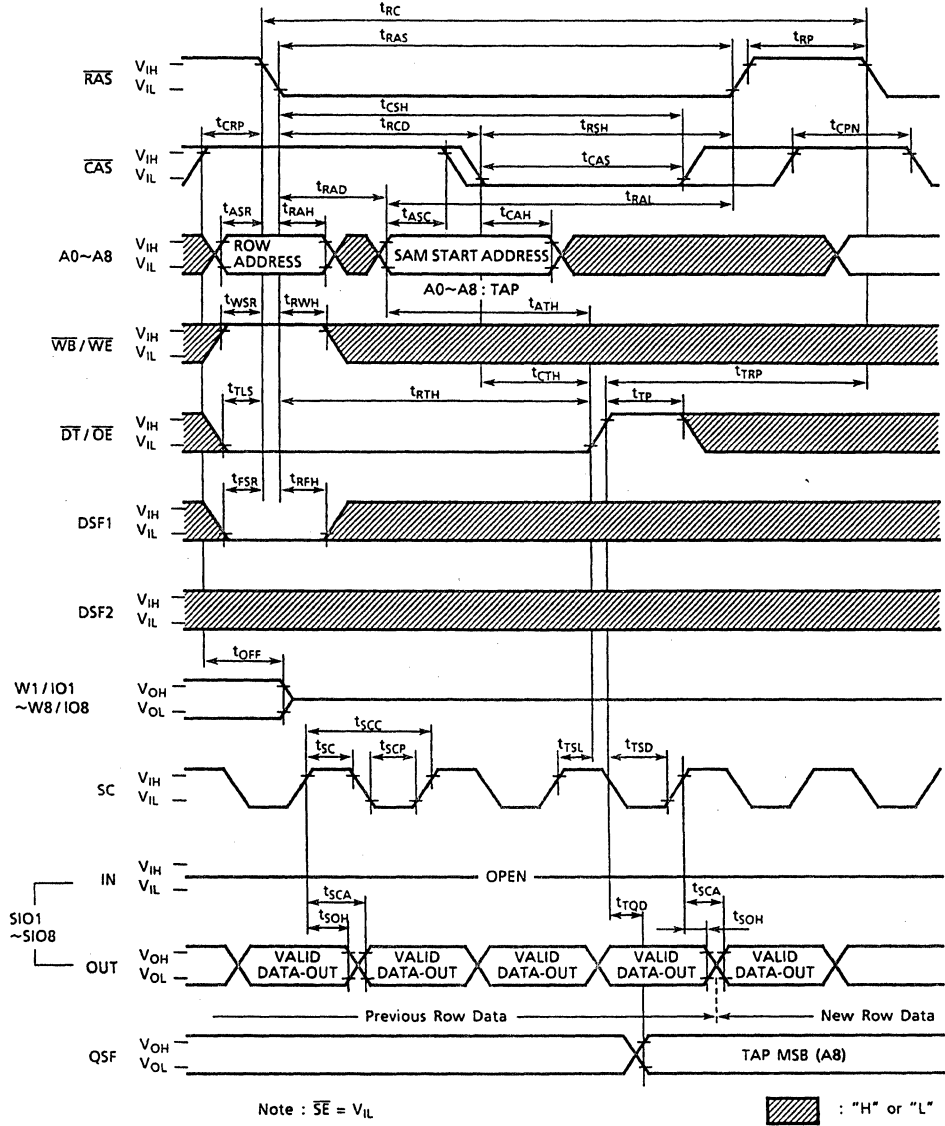 tRC
tRAS
tRP
RAS
VIH
VIL
tCSH
tCRP
tRCD
tRSH
tCPN
CAS
VIH
VIL
tCAS
tRAD
tRAL
tASR
tRAH
tASC
tCAH
A0~A8
VIH
VIL
ROW ADDRESS
SAM START ADDRESS
A0~A8 : TAP
tWSR
tRWH
tATH
WB / WE
VIH
VIL
tCTH
tTRP
tTLS
tRTH
tTP
DT / OE
VIH
VIL
tFSR
tRFH
DSF1
VIH
VIL
DSF2
VIH
VIL
tOFF
W1 / IO1
~W8 / IO8
VOH
VOL
tSCC
tSC
tSCP
tTSL
tTSD
SC
VIH
VIL
IN
VIH
VIL
OPEN
SIO1
~SIO8
tSCA
tSOH
tTQD
tSCA
tSOH
OUT
VOH
VOL
VALID DATA-OUT
VALID DATA-OUT
VALID DATA-OUT
VALID DATA-OUT
VALID DATA-OUT
Previous Row Data
New Row Data
QSF
VOH
VOL
TAP MSB (A8)
Note : SE = VIL
: "H" or "L"